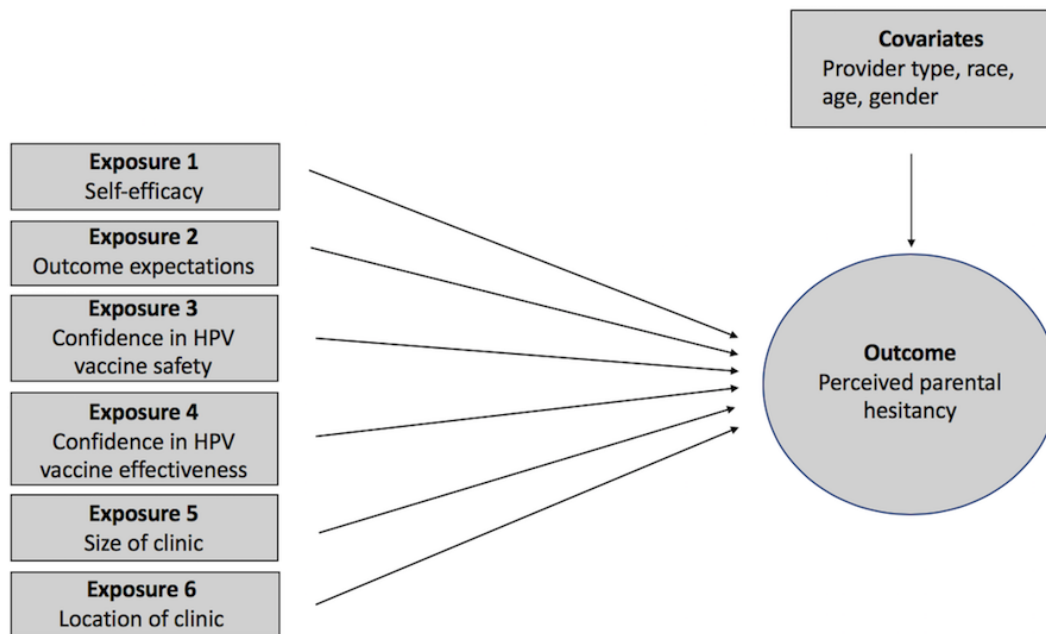 Covariates
Provider type, race,
age, gender
Exposure 1
Self-efficacy
Exposure 2
Outcome expectations
Exposure 3
Confidence in HPV
vaccine safety
Exposure 4
Confidence in HPV
vaccine effectiveness
Exposure 5
Size of clinic
Exposure 6
Location of clinic
Outcome
Perceived parental
hesitancy